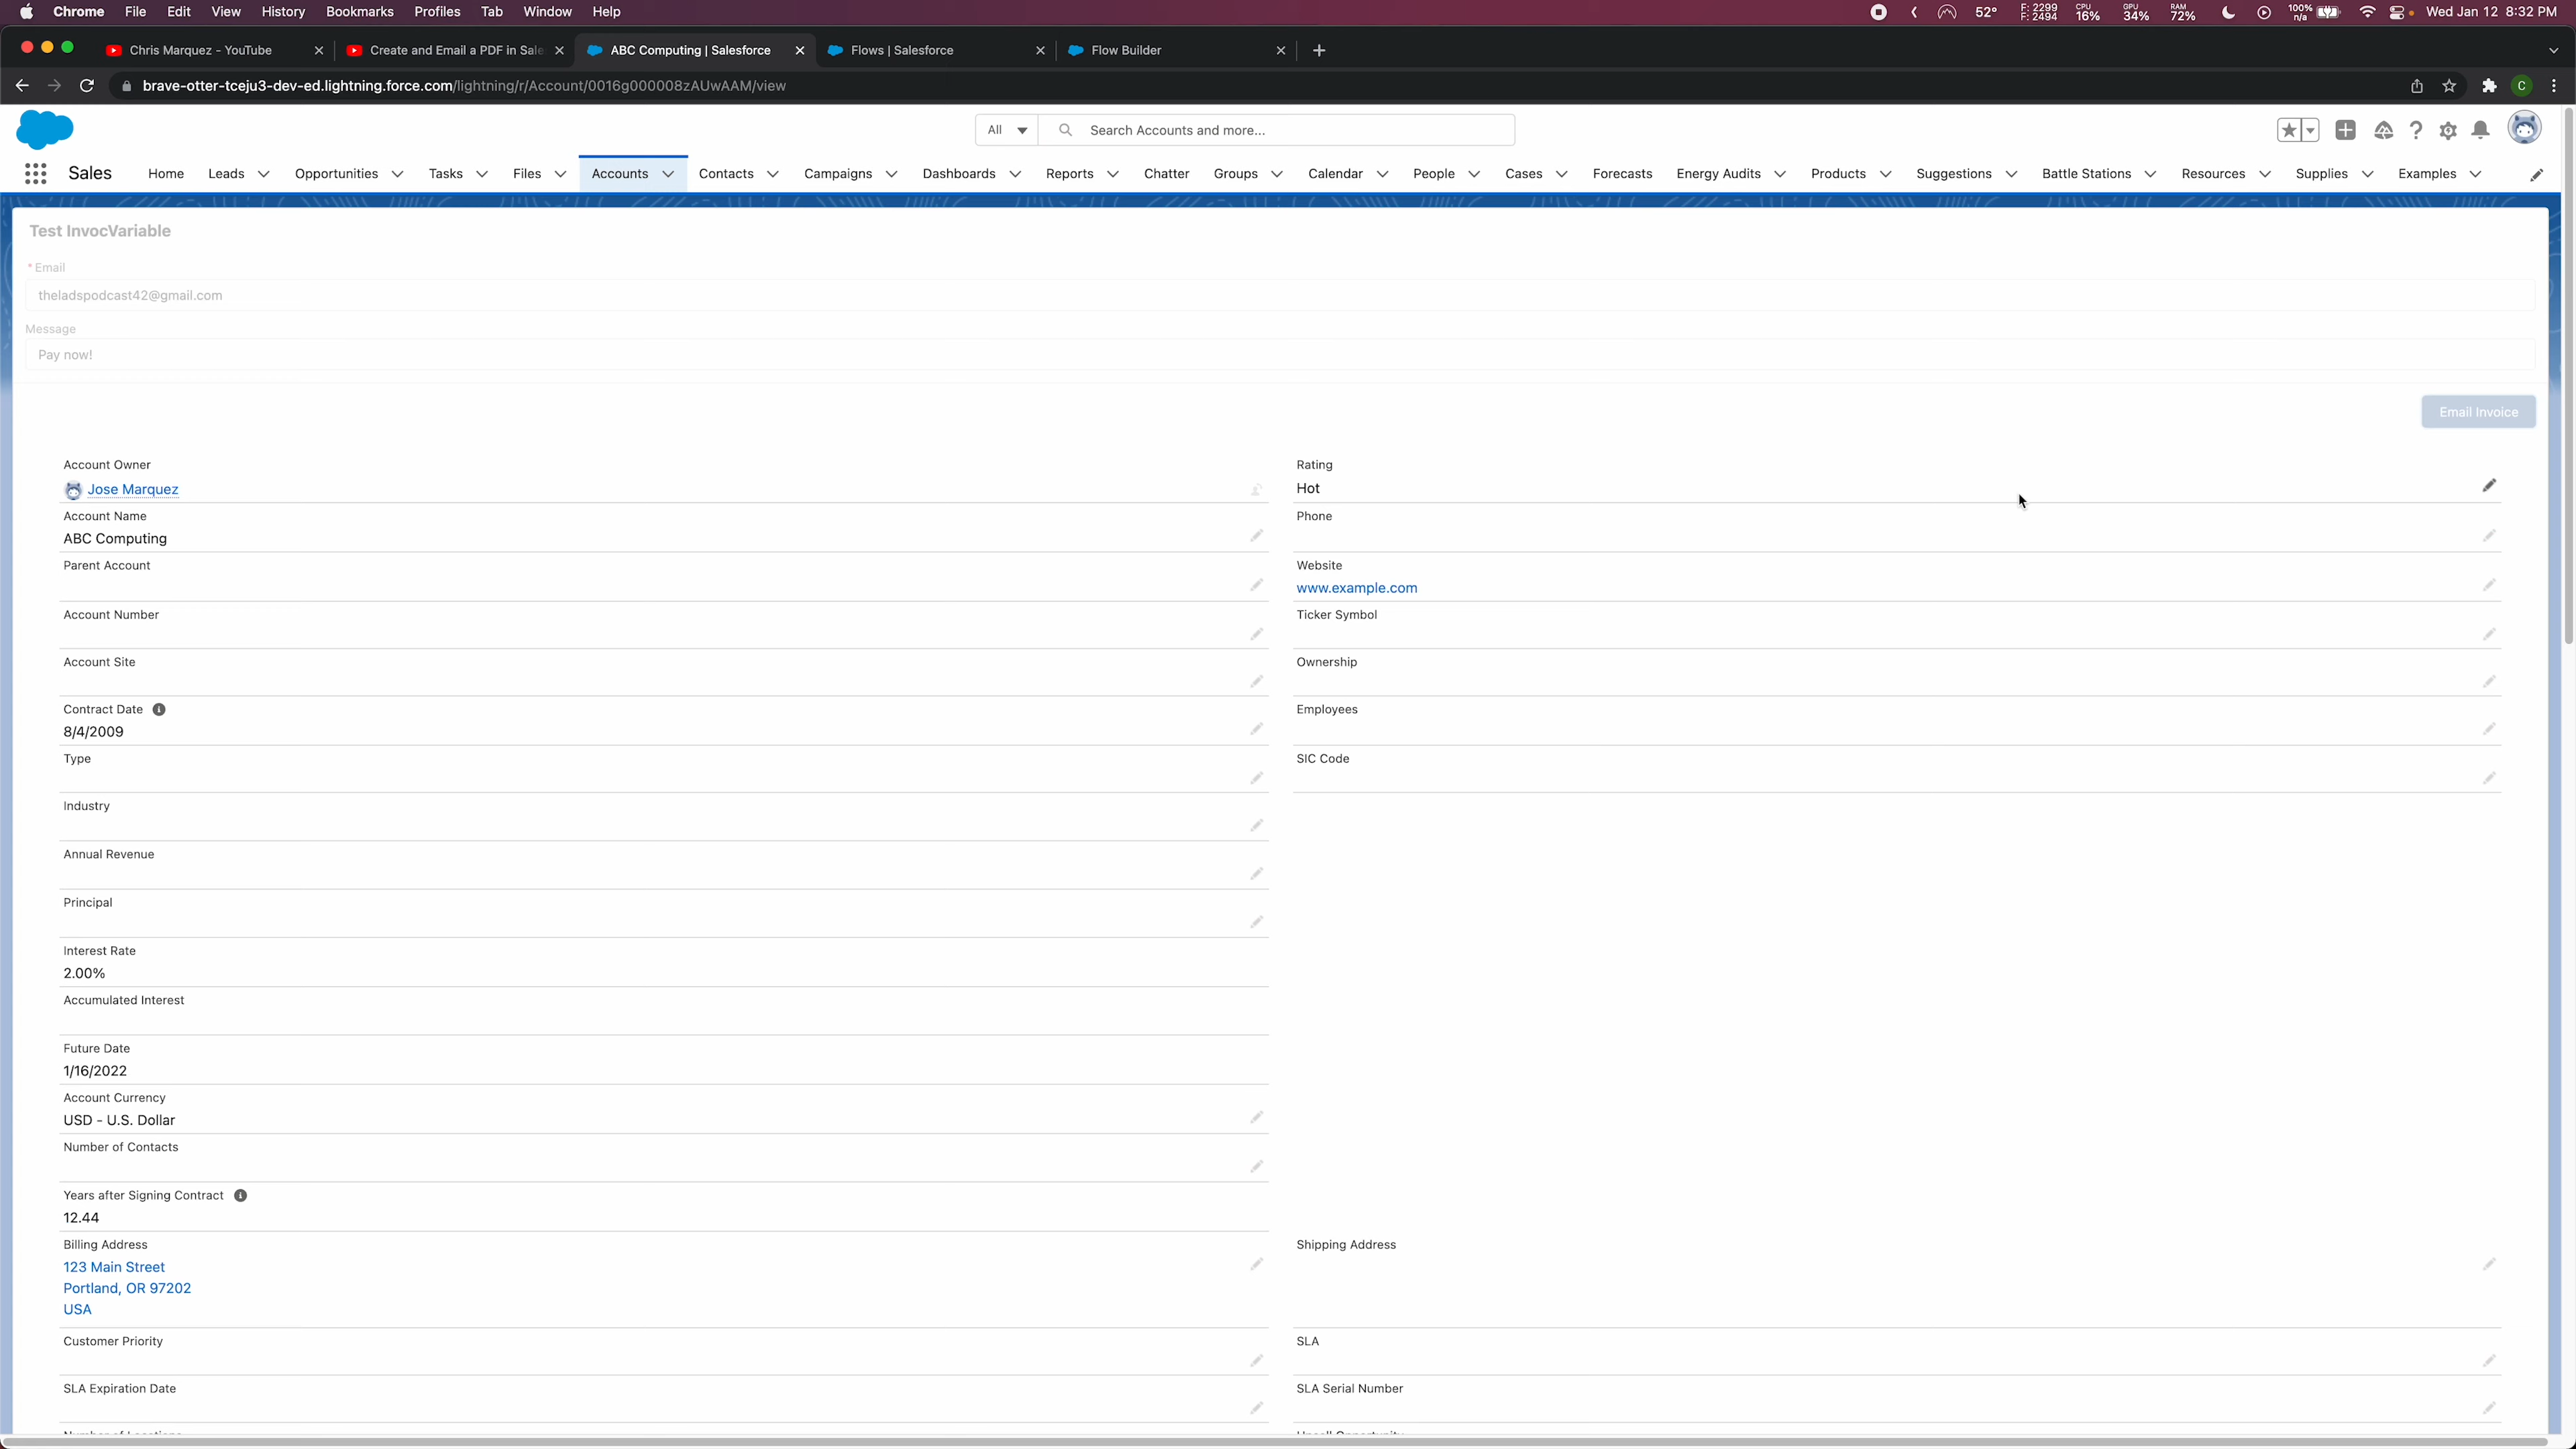 Chrome File Edit View History Bookmarks Profiles Tab Window Help
52° F: 2299 F: 2494 CPU 16% GPU 34% RAM 72% 100% n/a Wed Jan 12 8:32 PM
Chris Marquez - YouTube
Create and Email a PDF in Sale
ABC Computing | Salesforce
Flows | Salesforce
Flow Builder
brave-otter-tceju3-dev-ed.lightning.force.com/lightning/r/Account/0016g000008zAUwAAM/view
C
All
Search Accounts and more...
Sales Home Leads Opportunities Tasks Files Accounts Contacts Campaigns Dashboards Reports Chatter Groups Calendar People Cases Forecasts Energy Audits Products Suggestions Battle Stations Resources Supplies Examples
Test InvocVariable
* Email
theladspodcast42@gmail.com
Message
Pay now!
Email Invoice
Account Owner
Jose Marquez
Rating
Hot
Account Name
ABC Computing
Phone
Parent Account
Website
www.example.com
Account Number
Ticker Symbol
Account Site
Ownership
Contract Date
8/4/2009
Employees
Type
SIC Code
Industry
Annual Revenue
Principal
Interest Rate
2.00%
Accumulated Interest
Future Date
1/16/2022
Account Currency
USD - U.S. Dollar
Number of Contacts
Years after Signing Contract
12.44
Billing Address
123 Main Street
Portland, OR 97202
USA
Shipping Address
Customer Priority
SLA
SLA Expiration Date
SLA Serial Number